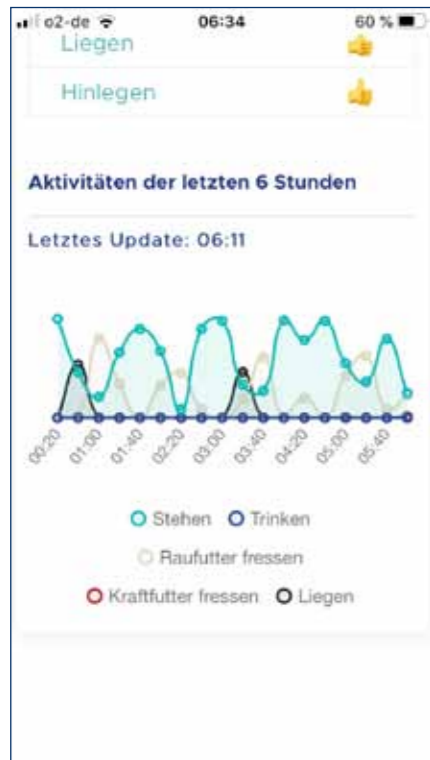 o2-de 06:34 60 %
Liegen
Hinlegen
Aktivitäten der letzten 6 Stunden
Letztes Update: 06:11
00:20 01:00 01:40 02:20 03:00 03:40 04:20 05:00 05:40
Stehen Trinken
Raufutter fressen
Kraftfutter fressen Liegen